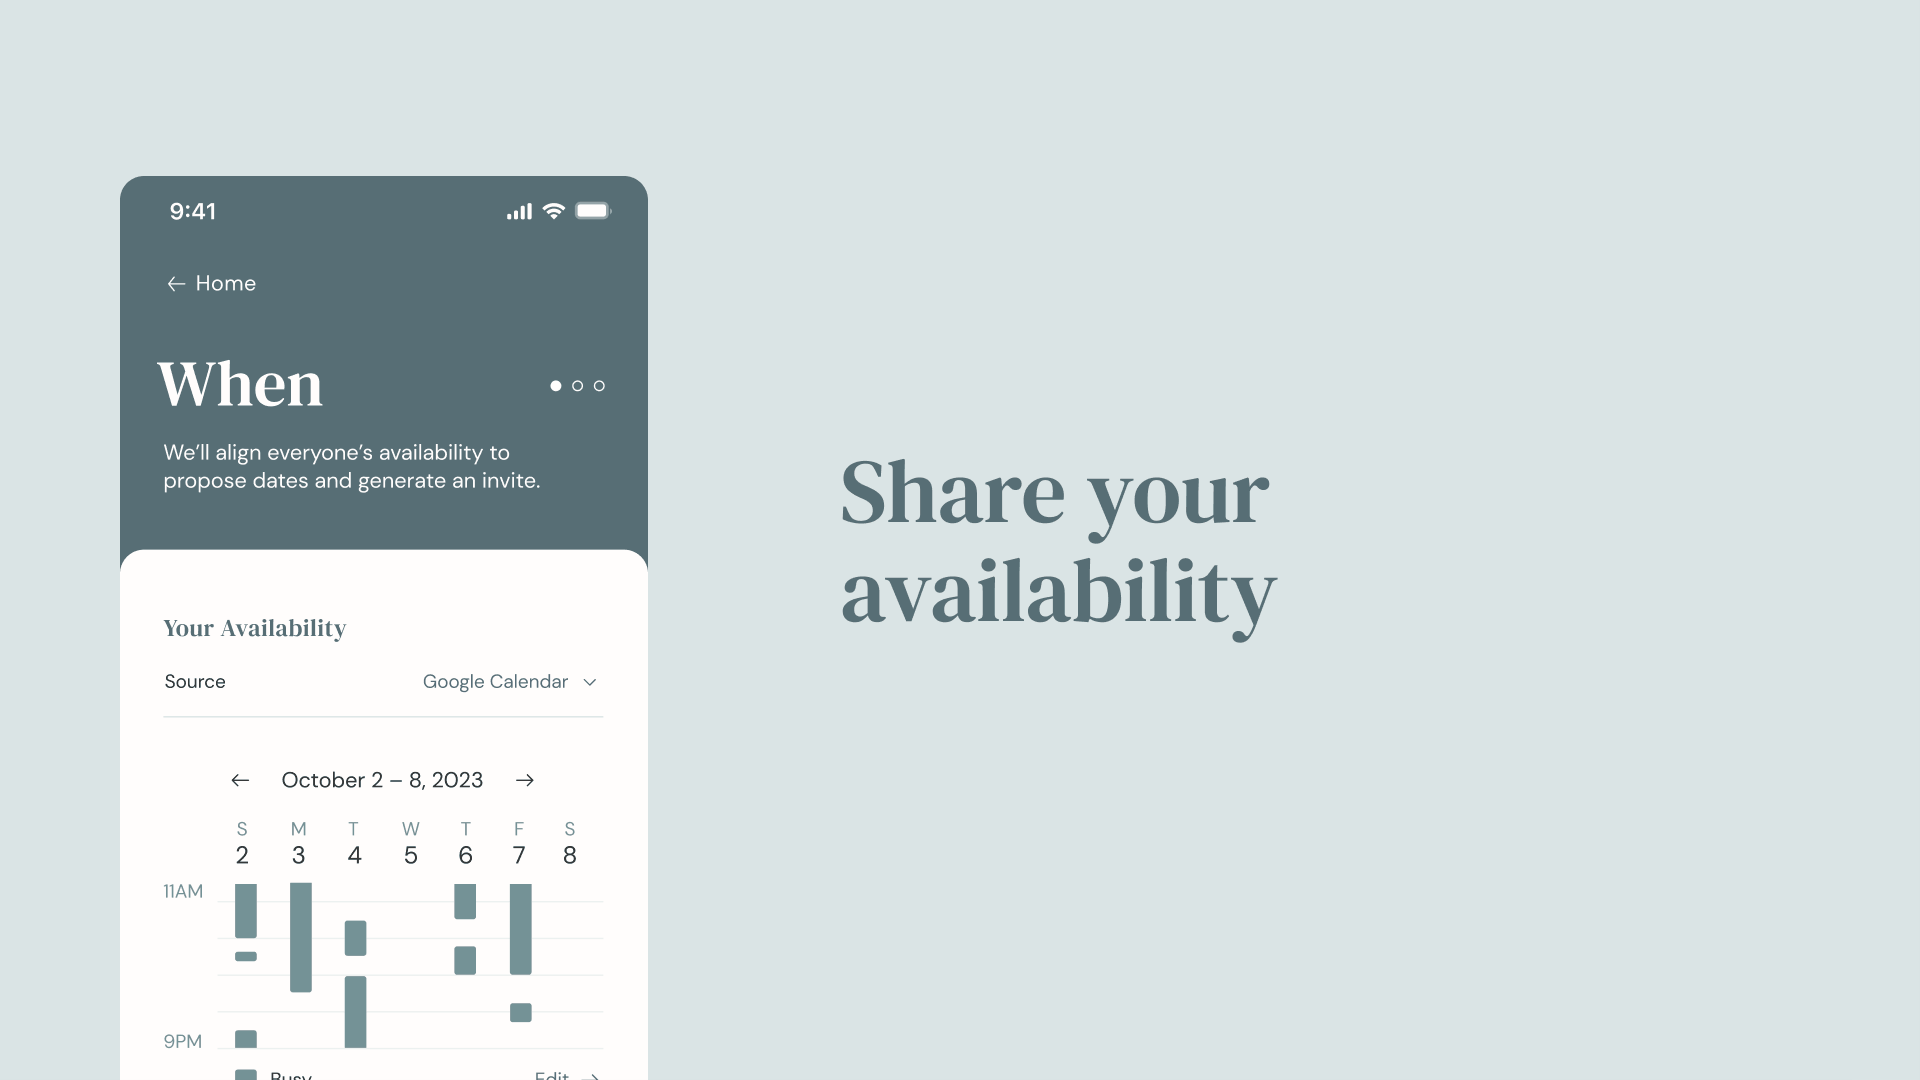 9:41
← Home
When
We’ll align everyone’s availability to
propose dates and generate an invite.
Your Availability
Source Google Calendar
← October 2 – 8, 2023 →
S M T W T F S
2 3 4 5 6 7 8
11AM
9PM
Busy Edit →
Share your
availability